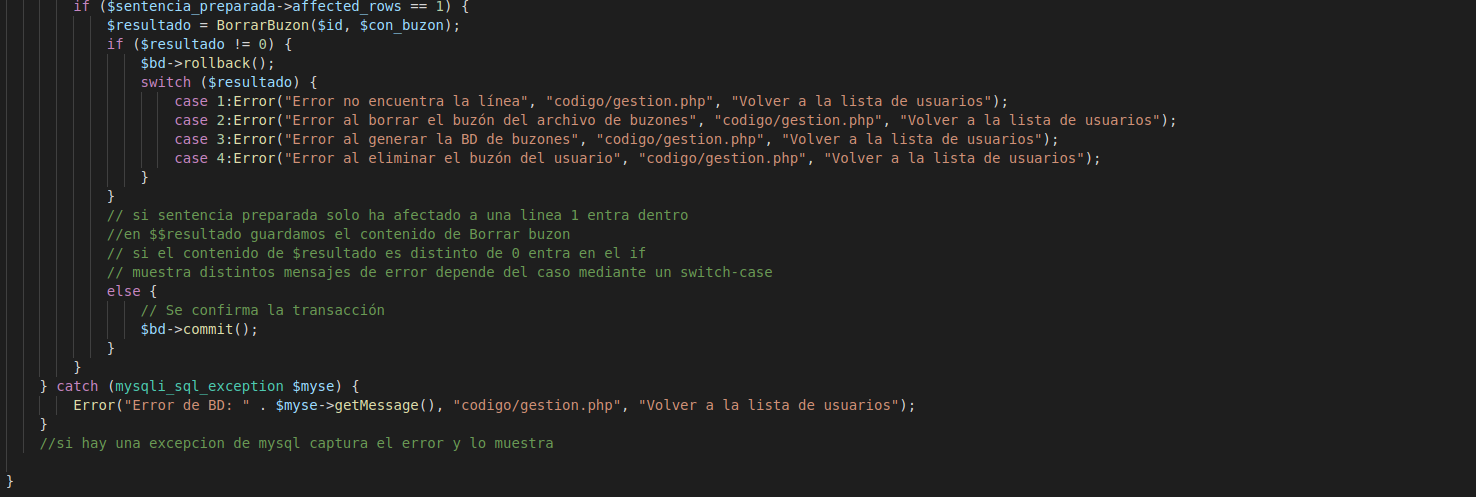 if ($sentencia_preparada->affected_rows == 1) {
$resultado = BorrarBuzon($id, $con_buzon);
if ($resultado != 0) {
$bd->rollback();
switch ($resultado) {
case 1:Error("Error no encuentra la línea", "codigo/gestion.php", "Volver a la lista de usuarios");
case 2:Error("Error al borrar el buzón del archivo de buzones", "codigo/gestion.php", "Volver a la lista de usuarios");
case 3:Error("Error al generar la BD de buzones", "codigo/gestion.php", "Volver a la lista de usuarios");
case 4:Error("Error al eliminar el buzón del usuario", "codigo/gestion.php", "Volver a la lista de usuarios");
}
}
// si sentencia preparada solo ha afectado a una linea 1 entra dentro
//en $$resultado guardamos el contenido de Borrar buzon
// si el contenido de $resultado es distinto de 0 entra en el if
// muestra distintos mensajes de error depende del caso mediante un switch-case
else {
// Se confirma la transacción
$bd->commit();
}
}
} catch (mysqli_sql_exception $myse) {
Error("Error de BD: " . $myse->getMessage(), "codigo/gestion.php", "Volver a la lista de usuarios");
}
//si hay una excepcion de mysql captura el error y lo muestra
}